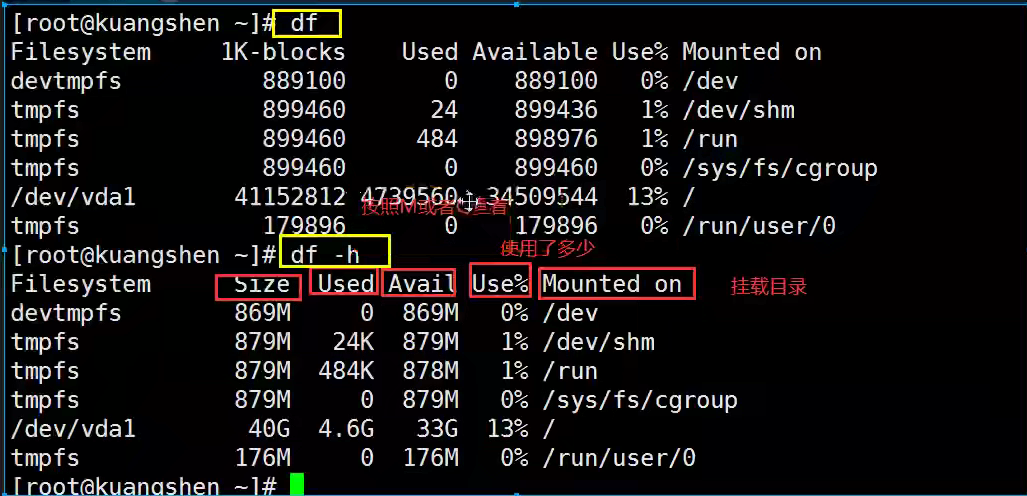 [root@kuangshen ~]# df
Filesystem 1K-blocks Used Available Use% Mounted on
devtmpfs 889100 0 889100 0% /dev
tmpfs 899460 24 899436 1% /dev/shm
tmpfs 899460 484 898976 1% /run
tmpfs 899460 0 899460 0% /sys/fs/cgroup
/dev/vda1 41152812 4739560 34509544 13% /
按照M或者G查看
tmpfs 179896 0 179896 0% /run/user/0
[root@kuangshen ~]# df -h
使用了多少
Filesystem Size Used Avail Use% Mounted on
挂载目录
devtmpfs 869M 0 869M 0% /dev
tmpfs 879M 24K 879M 1% /dev/shm
tmpfs 879M 484K 878M 1% /run
tmpfs 879M 0 879M 0% /sys/fs/cgroup
/dev/vda1 40G 4.6G 33G 13% /
tmpfs 176M 0 176M 0% /run/user/0
[root@kuangshen ~]#